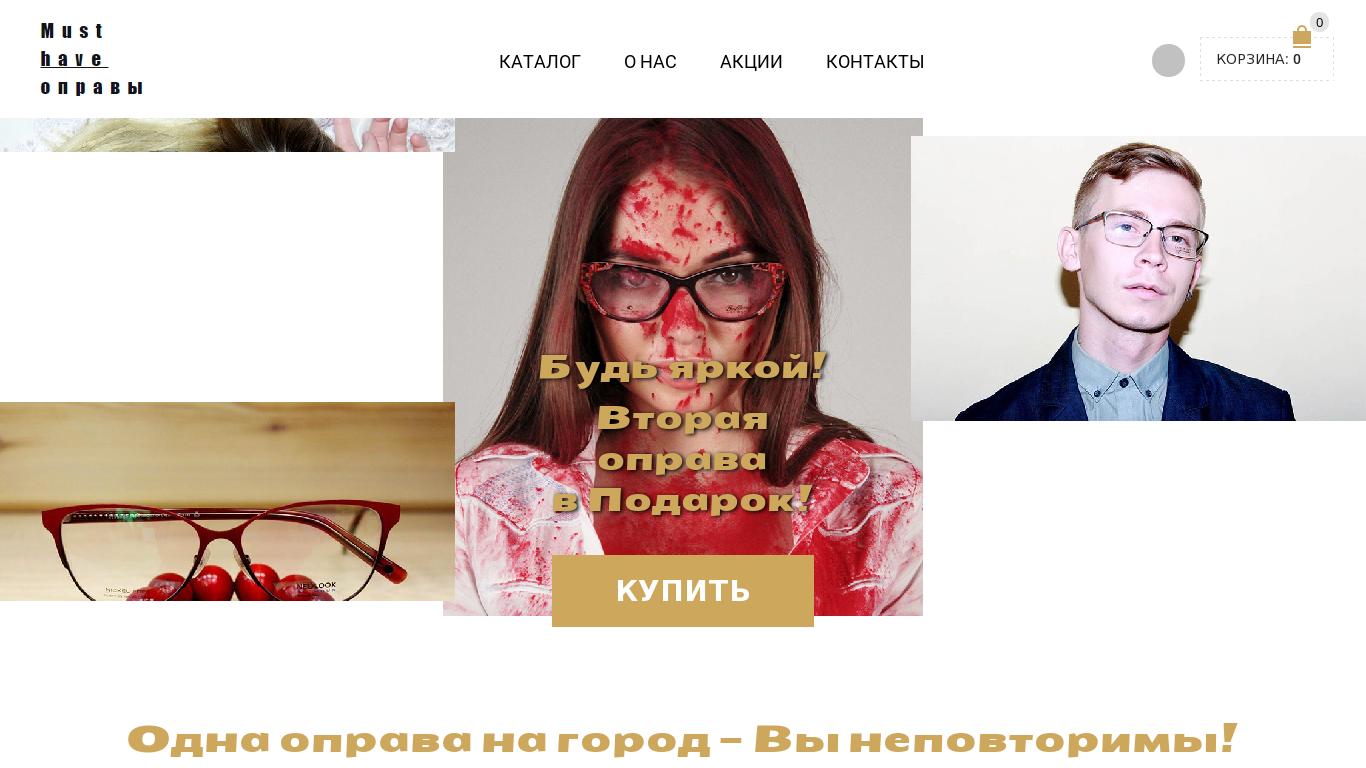 Must
have
оправы
КАТАЛОГ
О НАС
АКЦИИ
КОНТАКТЫ
0
КОРЗИНА: 0
Будь яркой!
Вторая
оправа
в Подарок!
NEOLOOK
КУПИТЬ
Одна оправа на город – Вы неповторимы!